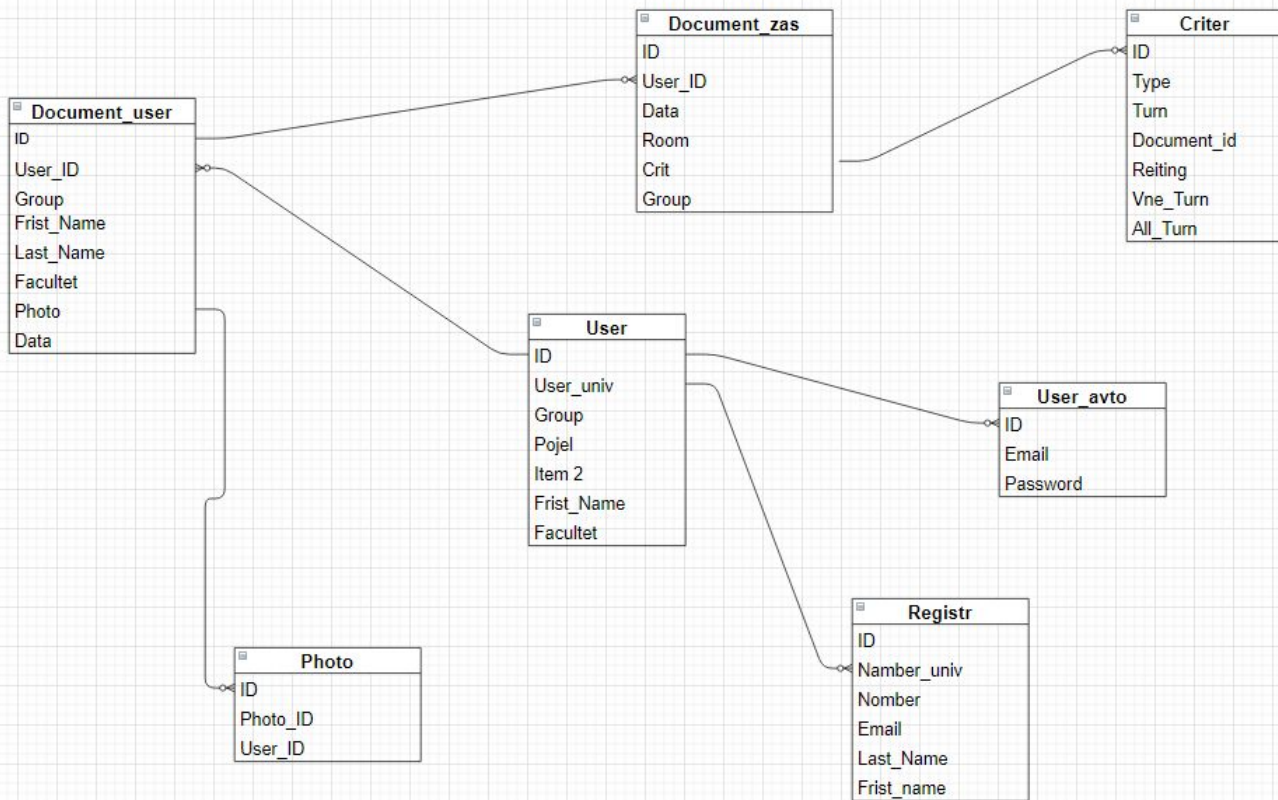 Document_zas
ID
User_ID
Data
Room
Crit
Group
Criter
ID
Type
Turn
Document_id
Reiting
Vne_Turn
All_Turn
Document_user
ID
User_ID
Group
Frist_Name
Last_Name
Facultet
Photo
Data
User
ID
User_univ
Group
Pojel
Item 2
Frist_Name
Facultet
User_avto
ID
Email
Password
Registr
ID
Namber_univ
Nomber
Email
Last_Name
Frist_name
Photo
ID
Photo_ID
User_ID